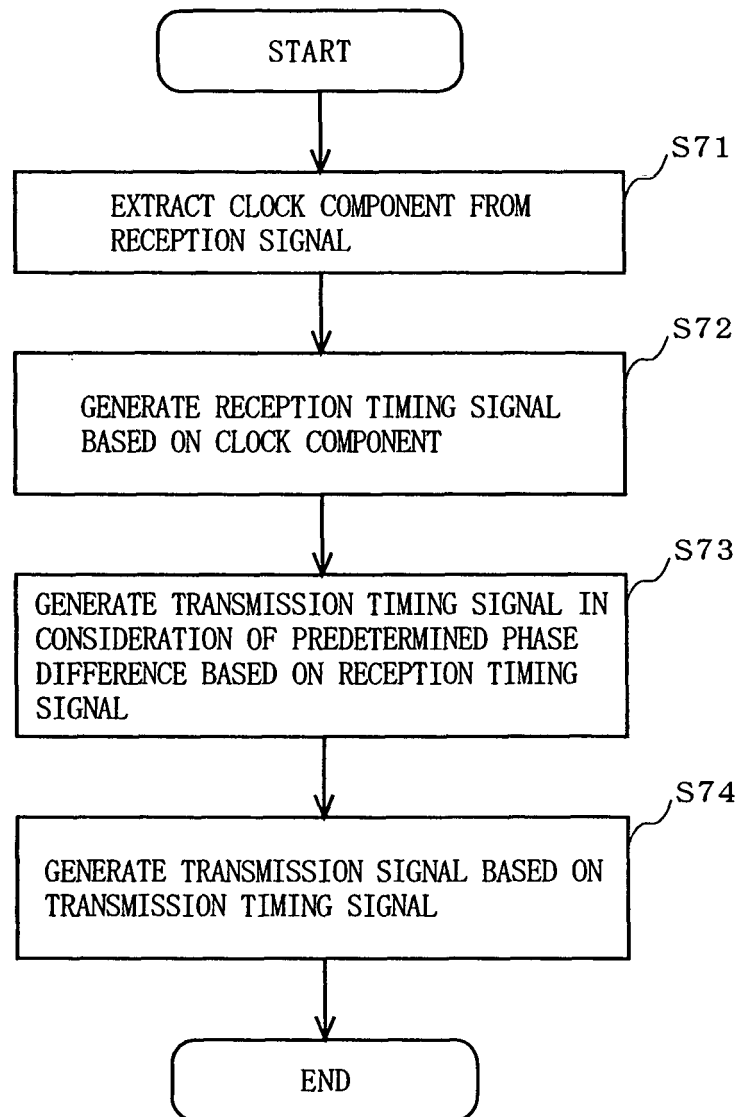 START
S71
EXTRACT CLOCK COMPONENT FROM
RECEPTION SIGNAL
S72
GENERATE RECEPTION TIMING SIGNAL
BASED ON CLOCK COMPONENT
S73
GENERATE TRANSMISSION TIMING SIGNAL IN
CONSIDERATION OF PREDETERMINED PHASE
DIFFERENCE BASED ON RECEPTION TIMING
SIGNAL
S74
GENERATE TRANSMISSION SIGNAL BASED ON
TRANSMISSION TIMING SIGNAL
END